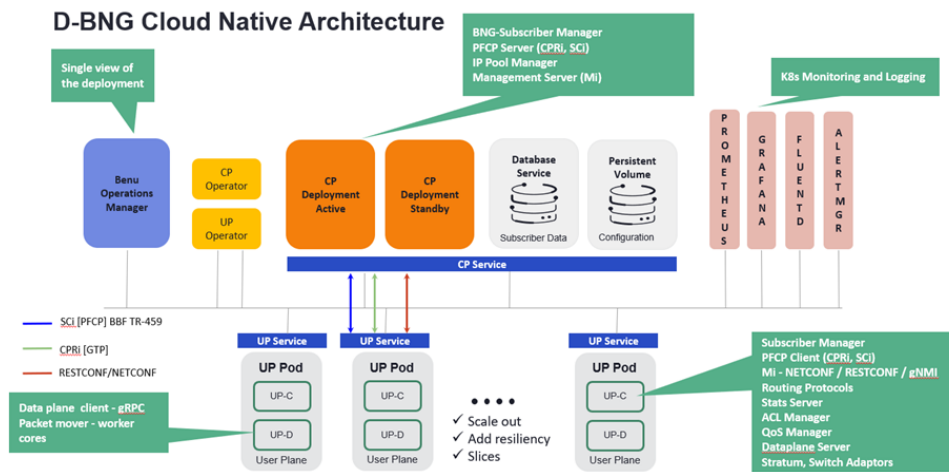 D-BNG Cloud Native Architecture
Single view of
the deployment
BNG-Subscriber Manager
PFCP Server (CPRi, SCi)
IP Pool Manager
Management Server (Mi)
K8s Monitoring and Logging
Benu
Operations
Manager
CP
Operator
UP
Operator
CP
Deployment
Active
CP
Deployment
Standby
Database
Service
Subscriber Data
Persistent
Volume
Configuration
PROMETHEUS
GRAFANA
FLUENTD
ALERTMGR
CP Service
SCi [PFCP] BBF TR-459
CPRi [GTP]
RESTCONF/NETCONF
UP Service
UP Pod
UP-C
UP-D
User Plane
UP Service
UP Pod
UP-C
UP-D
User Plane
✓ Scale out
✓ Add resiliency
✓ Slices
UP Service
UP Pod
UP-C
UP-D
User Plane
Data plane client - gRPC
Packet mover - worker
cores
Subscriber Manager
PFCP Client (CPRi, SCi)
Mi - NETCONF / RESTCONF / gNMI
Routing Protocols
Stats Server
ACL Manager
QoS Manager
Dataplane Server
Stratum, Switch Adaptors